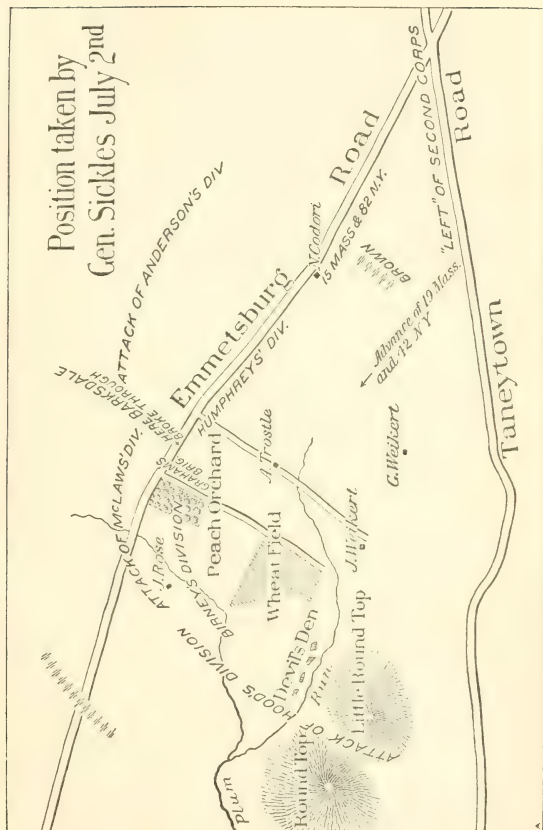 Position taken by
Gen. Sickles July 2nd
ATTACK OF ANDERSON'S DIV
HERE BARKSDALE
BROKE THROUGH
ATTACK OF McLAWS' DIV.
Emmetsburg Road
"LEFT" OF SECOND CORPS
N. Codori
15 MASS & 82 N.Y.
HUMPHREYS' DIV.
GRAHAMS
BRIG.
BROWN
Advance of 19 Mass.
and 42 NY
Peach Orchard
J. Rose
BIRNEYS DIVISION
A. Trostle
G. Weikert
J. Weikert
Wheat Field
ATTACK OF HOOD'S DIVISION
Devil's Den
Plum Run
Round Top
Little Round Top
Taneytown Road